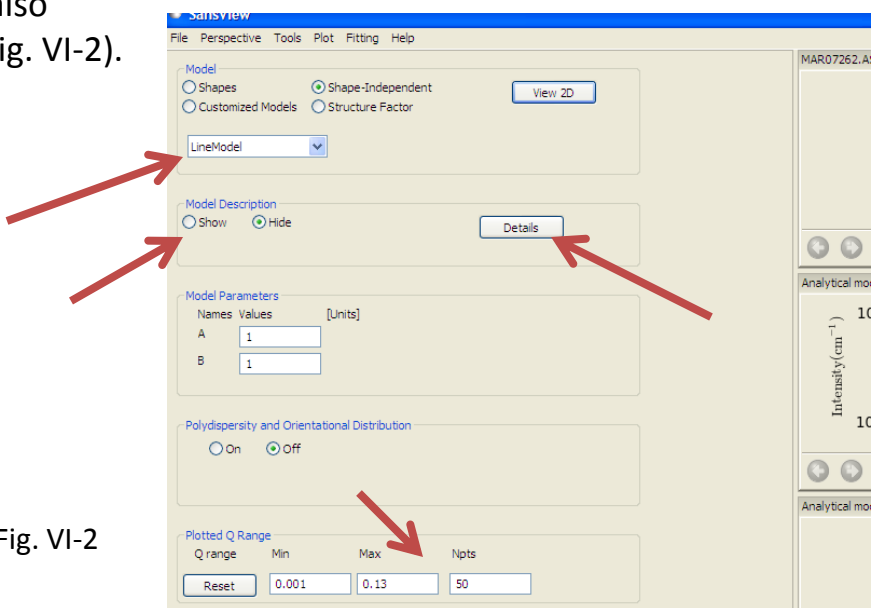 also
ig. VI-2).
SansView
File Perspective Tools Plot Fitting Help
Model
Shapes Shape-Independent View 2D
Customized Models Structure Factor
LineModel
Model Description
Show Hide Details
Model Parameters
Names Values [Units]
A 1
B 1
Polydispersity and Orientational Distribution
On Off
Fig. VI-2
Plotted Q Range
Q range Min Max Npts
Reset 0.001 0.13 50
MAR07262.AS
Analytical mod
Intensity(cm⁻¹)
10
10
Analytical mod